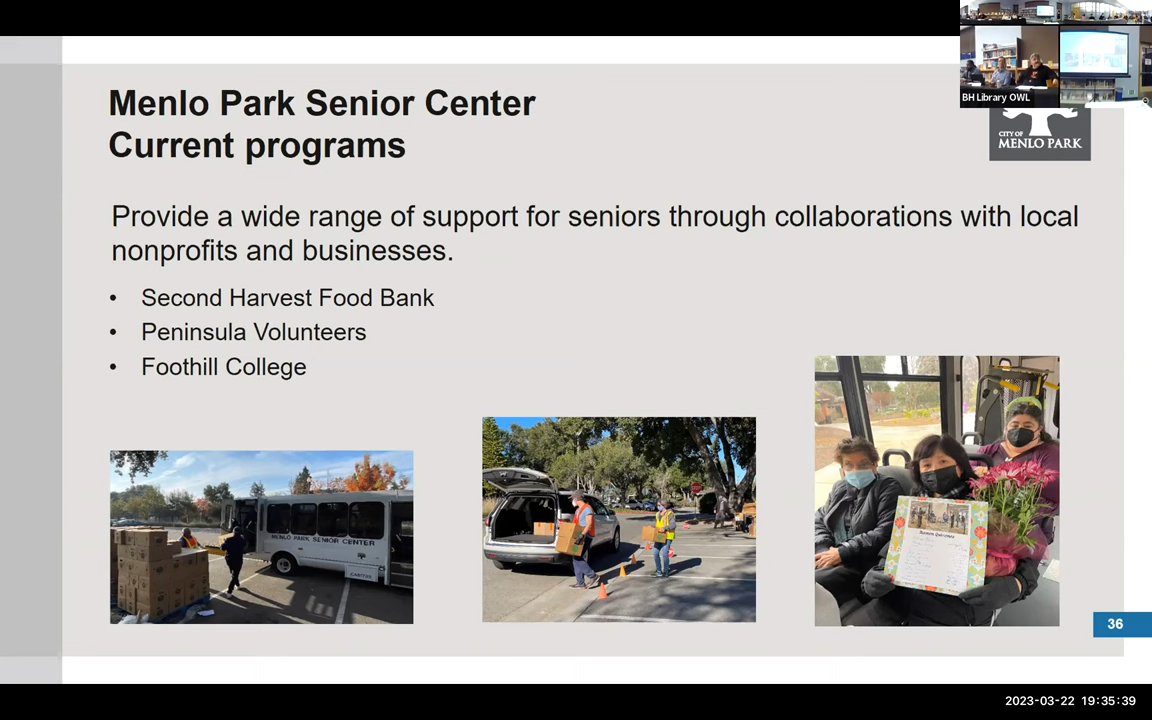 BH Library OWL
Menlo Park Senior Center
Current programs
CITY OF
MENLO PARK
Provide a wide range of support for seniors through collaborations with local
nonprofits and businesses.
• Second Harvest Food Bank
• Peninsula Volunteers
• Foothill College
MENLO PARK SENIOR CENTER
36
2023-03-22 19:35:39